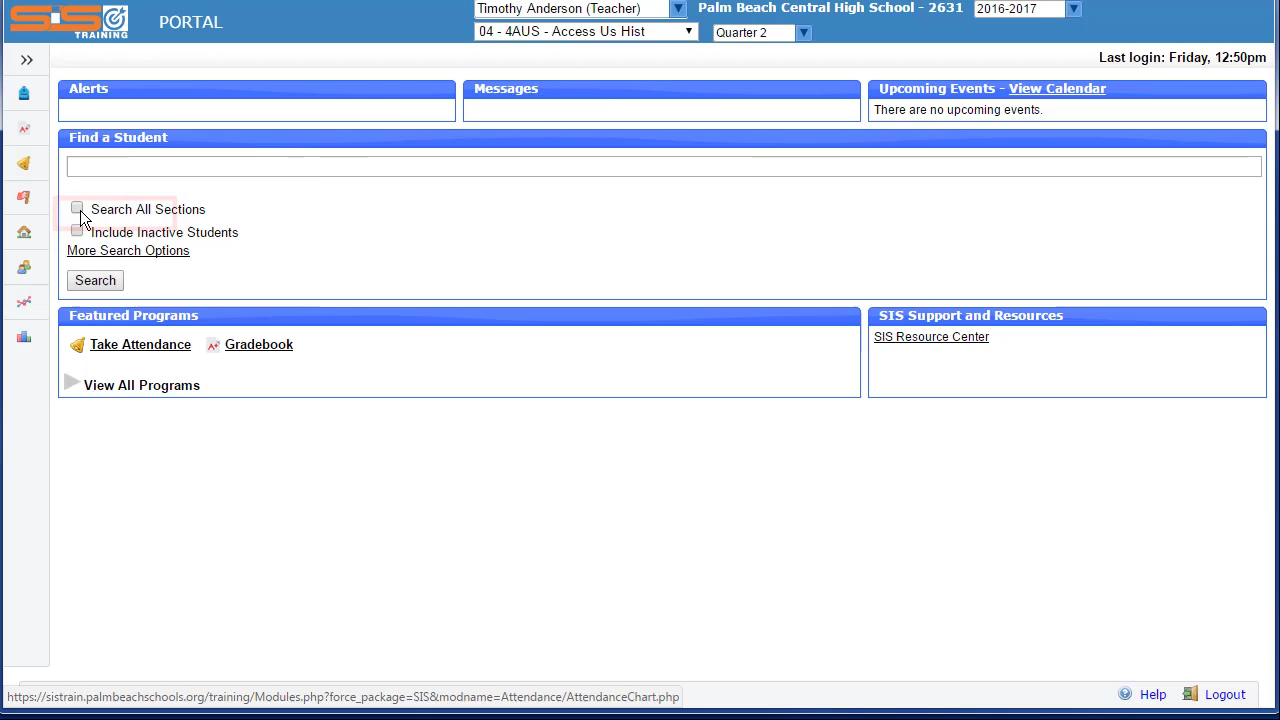 SIS
TRAINING
PORTAL
Timothy Anderson (Teacher)
Palm Beach Central High School - 2631
2016-2017
04 - 4AUS - Access Us Hist
Quarter 2
Last login: Friday, 12:50pm
Alerts
Messages
Upcoming Events - View Calendar
There are no upcoming events.
Find a Student
Search All Sections
Include Inactive Students
More Search Options
Search
Featured Programs
SIS Support and Resources
Take Attendance
Gradebook
SIS Resource Center
View All Programs
https://sistrain.palmbeachschools.org/training/Modules.php?force_package=SIS&modname=Attendance/AttendanceChart.php
Help
Logout